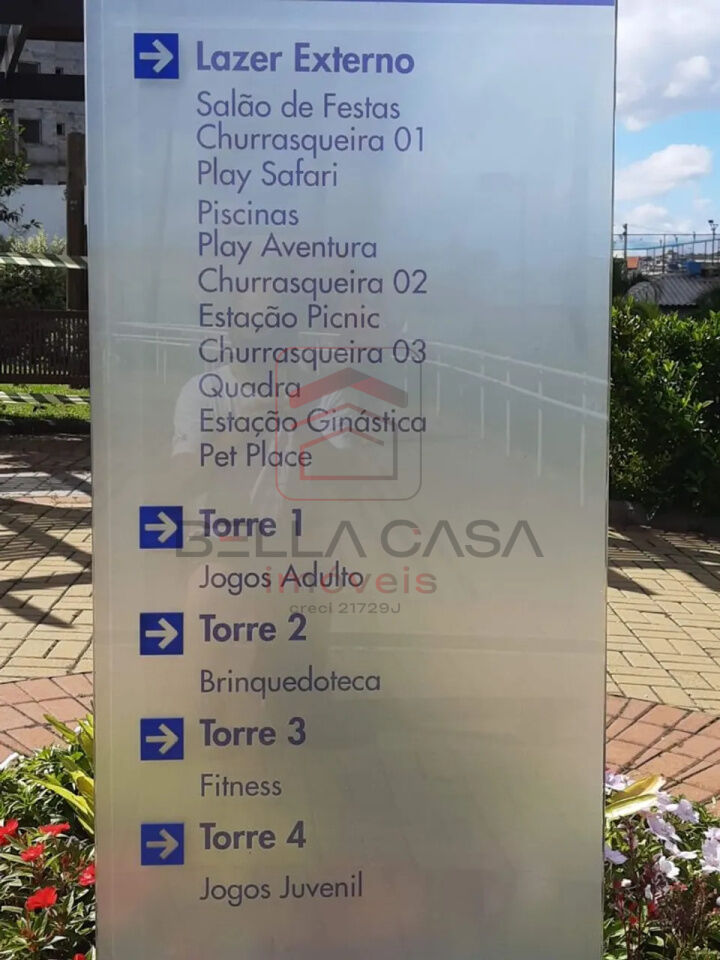 Lazer Externo
Salão de Festas
Churrasqueira 01
Play Safari
Piscinas
Play Aventura
Churrasqueira 02
Estação Picnic
Churrasqueira 03
Quadra
Estação Ginástica
Pet Place
Torre 1
BELLA CASA
Jogos Adulto
imóveis
creci 21729J
Torre 2
Brinquedoteca
Torre 3
Fitness
Torre 4
Jogos Juvenil